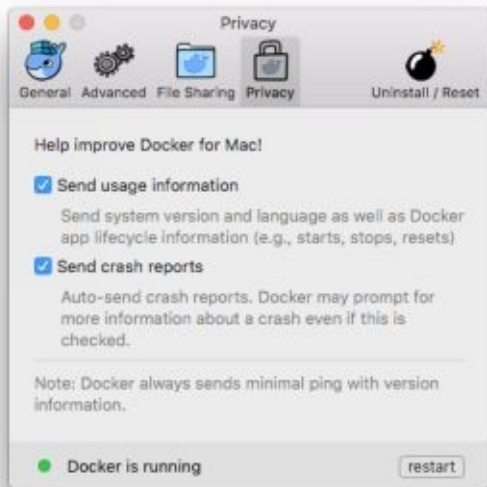 Privacy
General Advanced File Sharing Privacy Uninstall / Reset
Help improve Docker for Mac!
Send usage information
Send system version and language as well as Docker
app lifecycle information (e.g., starts, stops, resets)
Send crash reports
Auto-send crash reports. Docker may prompt for
more information about a crash even if this is
checked.
Note: Docker always sends minimal ping with version
information.
Docker is running restart